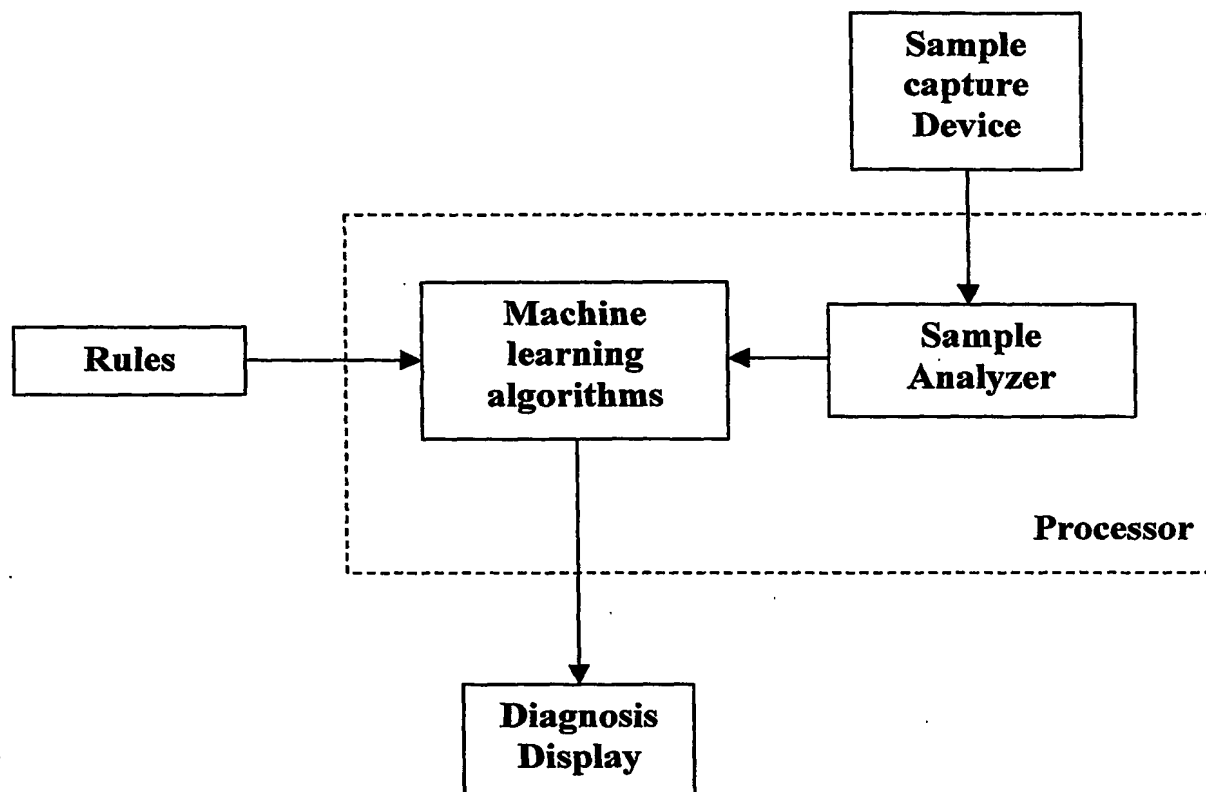 Sample
capture
Device
Machine
learning
algorithms
Sample
Analyzer
Rules
Processor
Diagnosis
Display